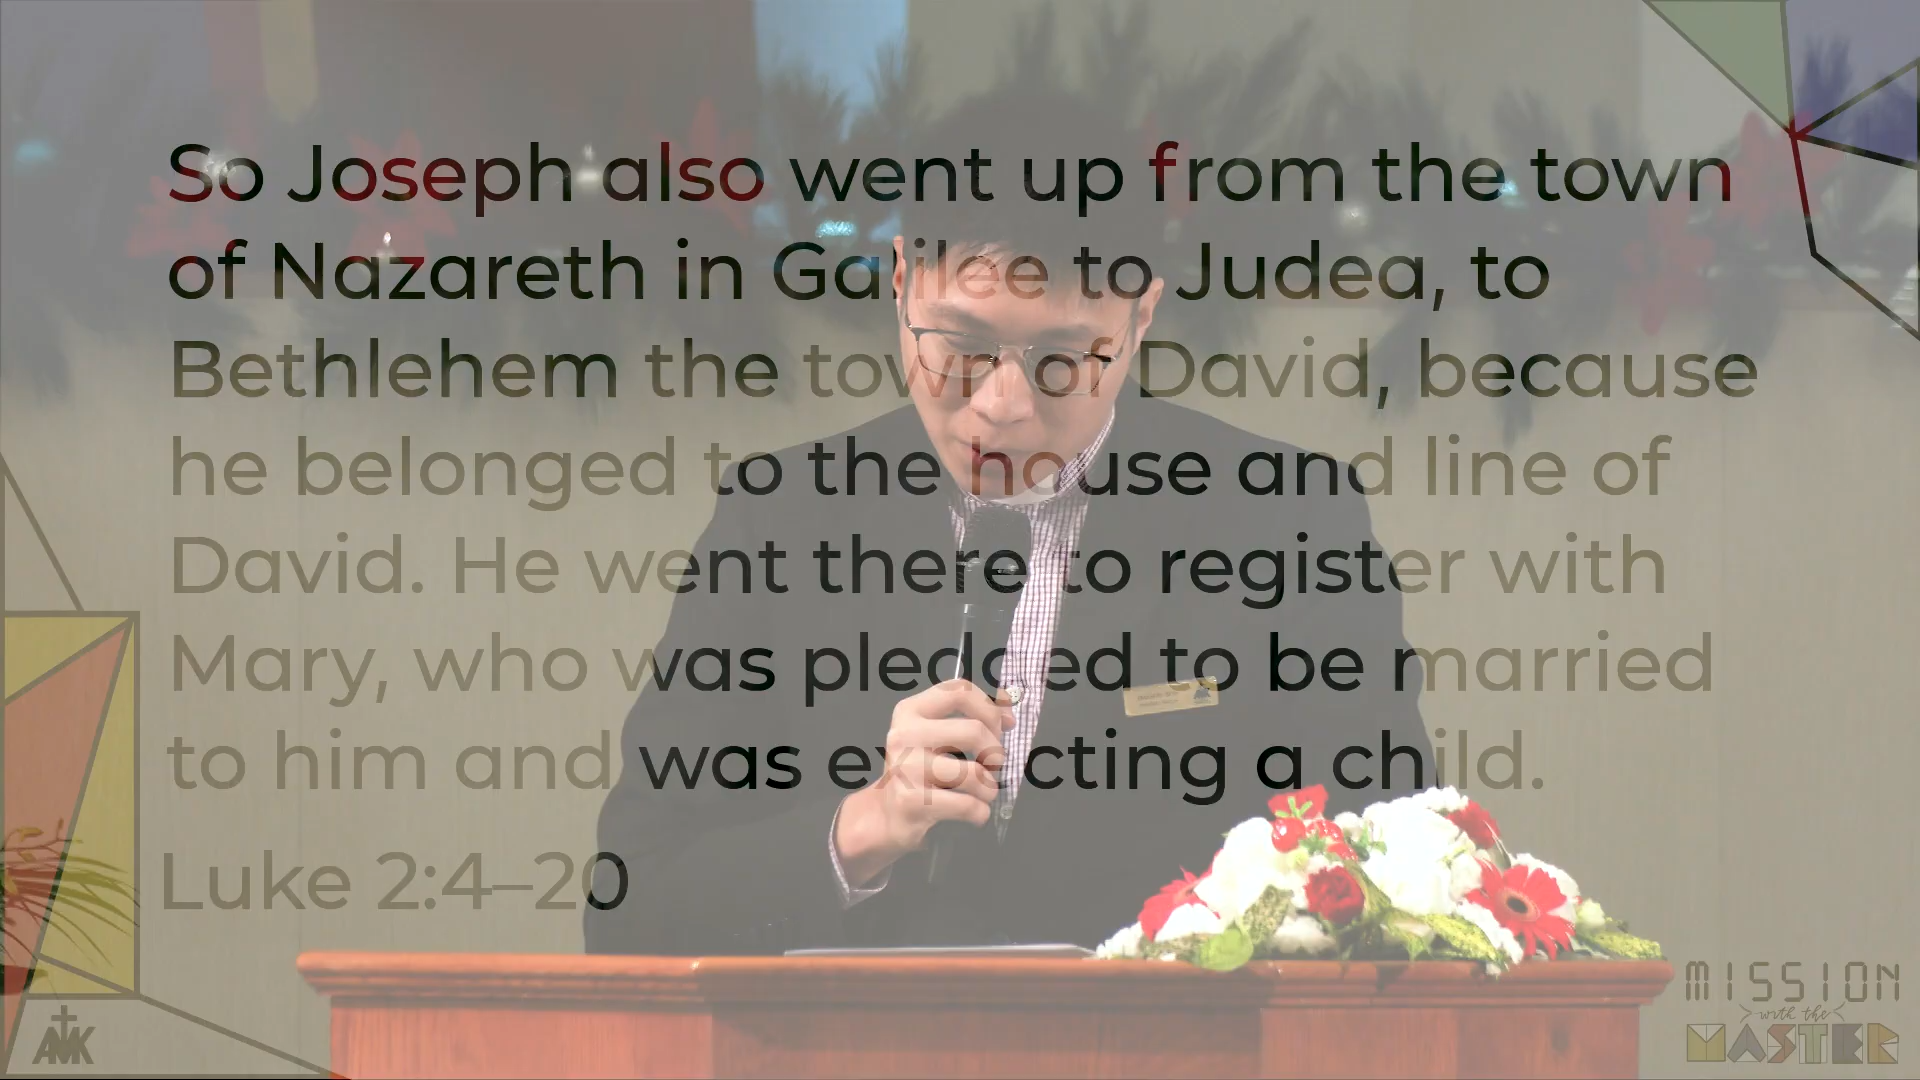 So Joseph also went up from the town
of Nazareth in Galilee to Judea, to
Bethlehem the town of David, because
he belonged to the house and line of
David. He went there to register with
Mary, who was pledged to be married
to him and was expecting a child.
Luke 2:4–20
AMK
MISSION
with the
MASTER